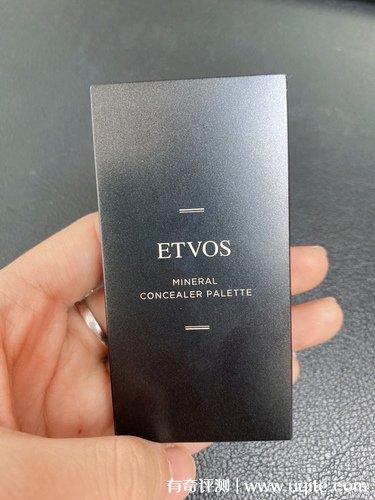 ETVOS
MINERAL
CONCEALER PALETTE
有奇评测 | www.uqite.com